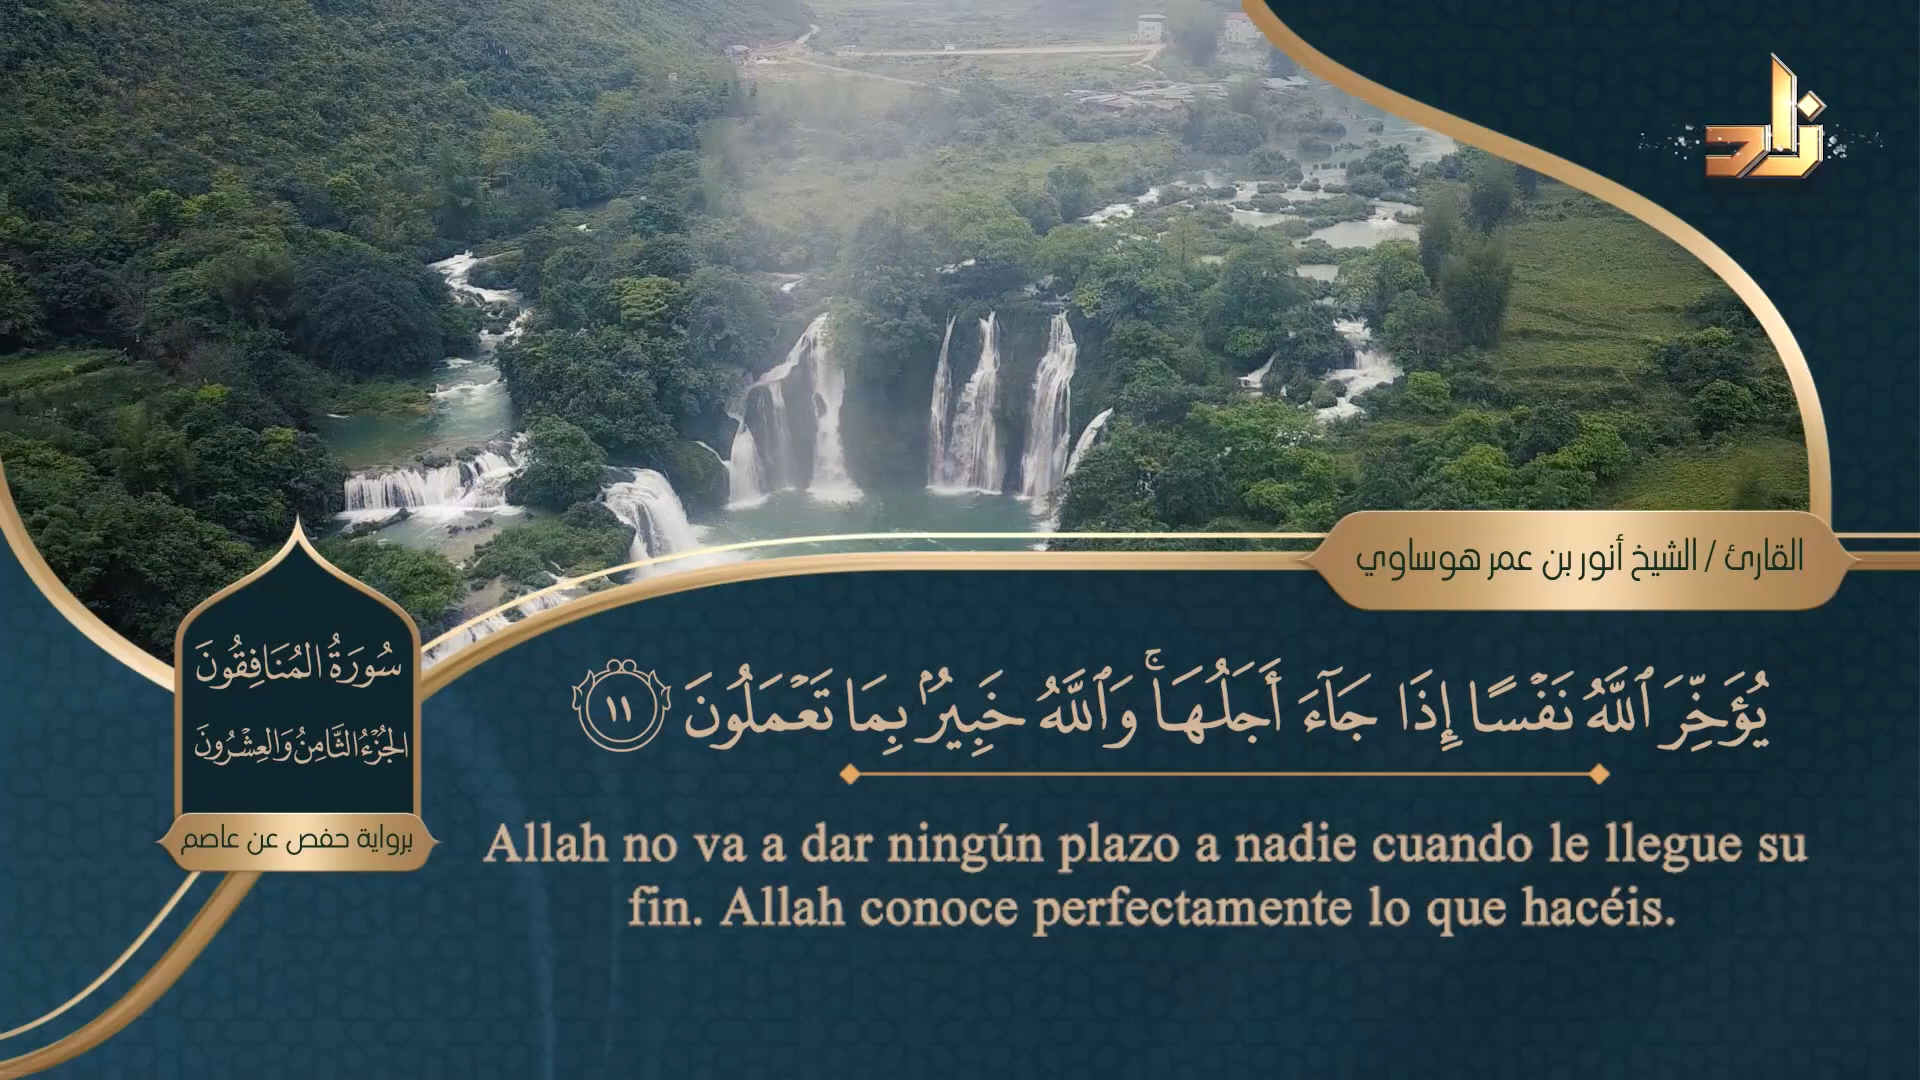 زاد
القارئ / الشيخ أنور بن عمر هوساوي
سُورَةُ المُنَافِقُونَ
الجُزْءُ الثَّامِنُ وَالعِشْرُونَ
برواية حفص عن عاصم
يُؤَخِّرَ ٱللَّهُ نَفْسًا إِذَا جَآءَ أَجَلُهَاۚ وَٱللَّهُ خَبِيرُۢ بِمَا تَعْمَلُونَ ١١
Allah no va a dar ningún plazo a nadie cuando le llegue su
fin. Allah conoce perfectamente lo que hacéis.